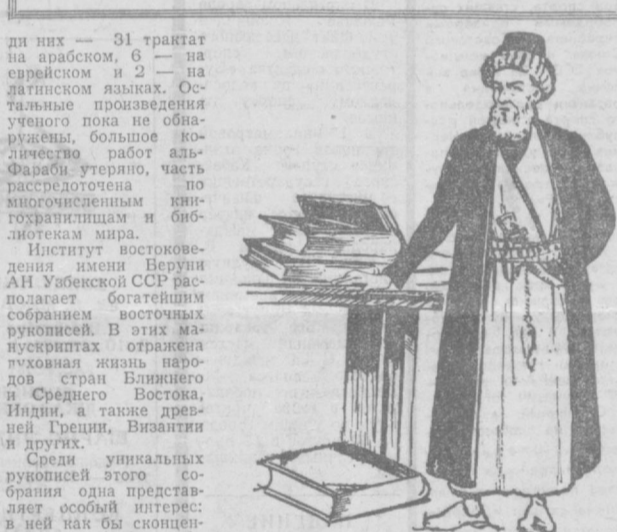 ди них — 31 трактат
на арабском, 6 — на
еврейском и 2 — на
латинском языках. Ос-
тальные произведения
ученого пока не обна-
ружены, большое ко-
личество работ аль-
Фараби утеряно, часть
рассредоточена по
многочисленным кни-
гохранилищам и биб-
лиотекам мира.
Институт востокове-
дения имени Беруни
АН Узбекской ССР рас-
полагает богатейшим
собранием восточных
рукописей. В этих ма-
нускриптах отражена
духовная жизнь наро-
дов стран Ближнего
и Среднего Востока,
Индии, а также древ-
ней Греции, Византии
и других.
Среди уникальных
рукописей этого со-
брания одна представ-
ляет особый интерес:
в ней как бы сконцен-